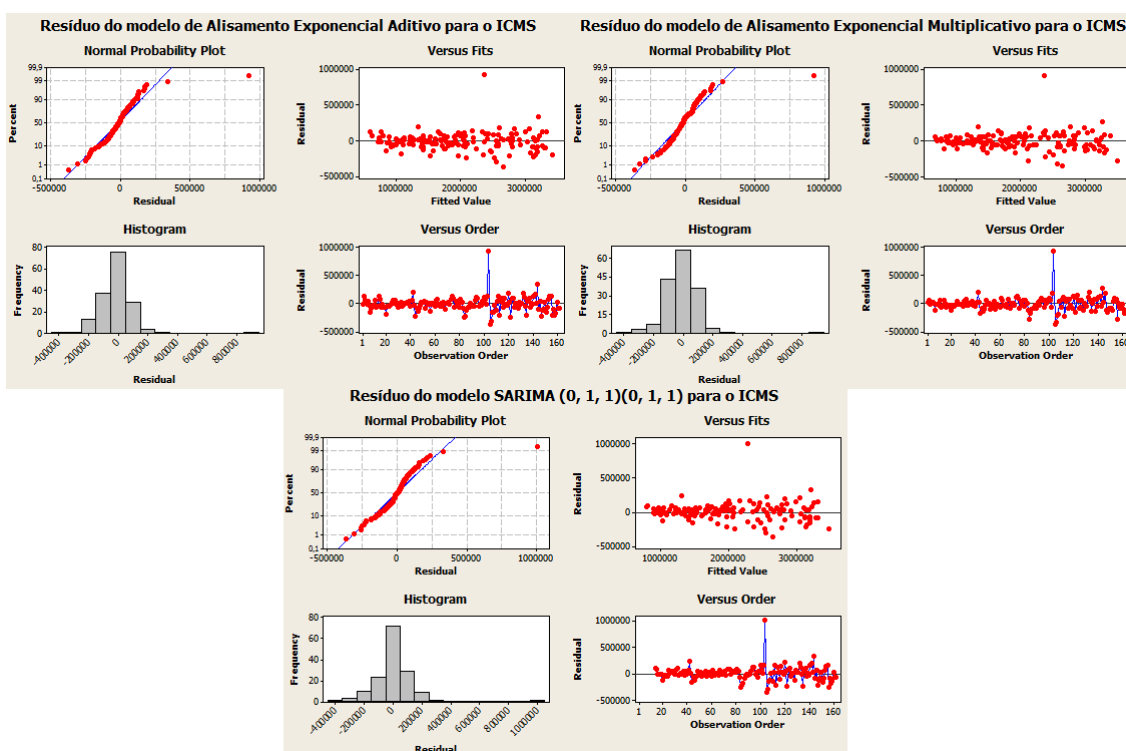 Resíduo do modelo de Alisamento Exponencial Aditivo para o ICMS
Normal Probability Plot
Versus Fits
99,9
99
90
50
10
1
0,1
Percent
-500000 0 500000 1000000
Residual
1000000
500000
0
-500000
Residual
1000000 2000000 3000000
Fitted Value
Histogram
Versus Order
80
60
40
20
0
Frequency
-400000 -200000 0 200000 400000 600000 800000
Residual
1000000
500000
0
-500000
Residual
1 20 40 60 80 100 120 140 160
Observation Order
Resíduo do modelo de Alisamento Exponencial Multiplicativo para o ICMS
Normal Probability Plot
Versus Fits
99,9
99
90
50
10
1
0,1
Percent
-500000 0 500000 1000000
Residual
1000000
500000
0
-500000
Residual
1000000 2000000 3000000
Fitted Value
Histogram
Versus Order
60
45
30
15
0
Frequency
-400000 -200000 0 200000 400000 600000 800000
Residual
1000000
500000
0
-500000
Residual
1 20 40 60 80 100 120 140 160
Observation Order
Resíduo do modelo SARIMA (0, 1, 1)(0, 1, 1) para o ICMS
Normal Probability Plot
Versus Fits
99,9
99
90
50
10
1
0,1
Percent
-500000 0 500000 1000000
Residual
1000000
500000
0
-500000
Residual
1000000 2000000 3000000
Fitted Value
Histogram
Versus Order
80
60
40
20
0
Frequency
-400000 -200000 0 200000 400000 600000 800000 1000000
Residual
1000000
500000
0
-500000
Residual
1 20 40 60 80 100 120 140 160
Observation Order